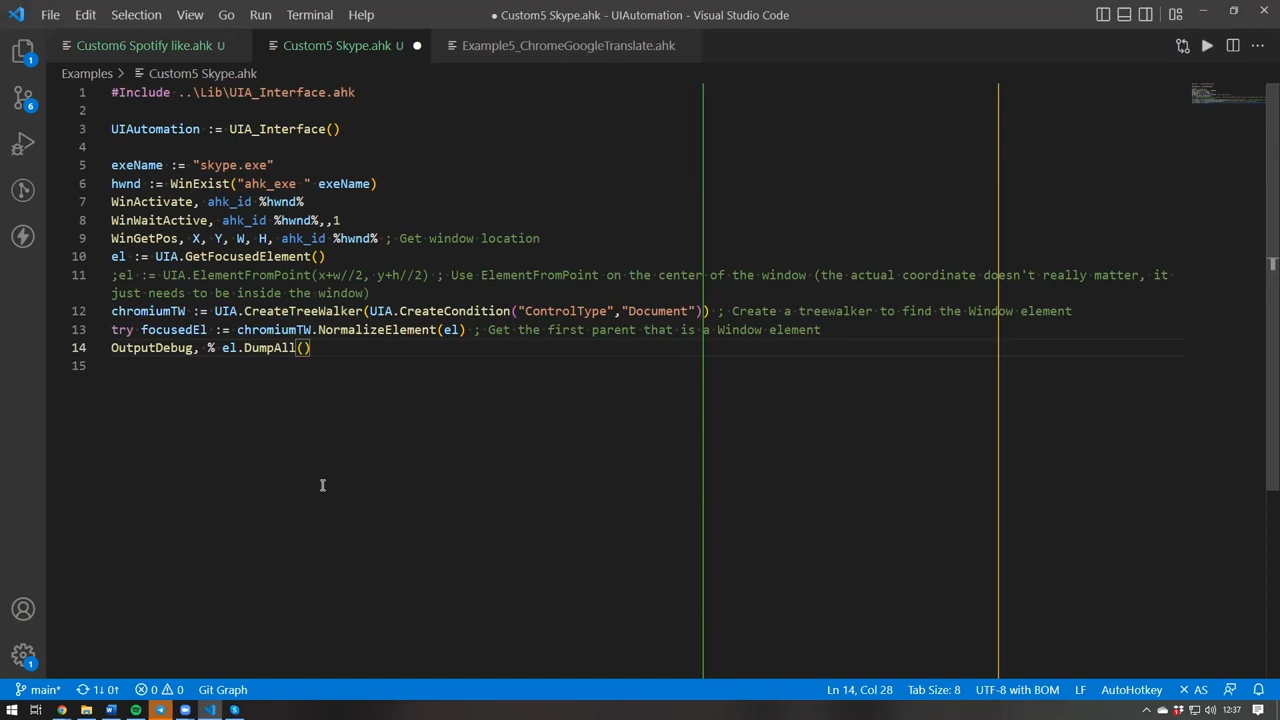 File Edit Selection View Go Run Terminal Help
● Custom5 Skype.ahk - UIAutomation - Visual Studio Code
Custom6 Spotify like.ahk U
Custom5 Skype.ahk U ●
Example5_ChromeGoogleTranslate.ahk
Examples > Custom5 Skype.ahk
1 #Include ..\Lib\UIA_Interface.ahk
2
3 UIAutomation := UIA_Interface()
4
5 exeName := "skype.exe"
6 hwnd := WinExist("ahk_exe " exeName)
7 WinActivate, ahk_id %hwnd%
8 WinWaitActive, ahk_id %hwnd%,,1
9 WinGetPos, X, Y, W, H, ahk_id %hwnd% ; Get window location
10 el := UIA.GetFocusedElement()
11 ;el := UIA.ElementFromPoint(x+w//2, y+h//2) ; Use ElementFromPoint on the center of the window (the actual coordinate doesn't really matter, it
just needs to be inside the window)
12 chromiumTW := UIA.CreateTreeWalker(UIA.CreateCondition("ControlType","Document")) ; Create a treewalker to find the Window element
13 try focusedEl := chromiumTW.NormalizeElement(el) ; Get the first parent that is a Window element
14 OutputDebug, % el.DumpAll()
15
1
6
1
main* 1↓ 0↑ 0 0 Git Graph
Ln 14, Col 28 Tab Size: 8 UTF-8 with BOM LF AutoHotkey × AS
12:37